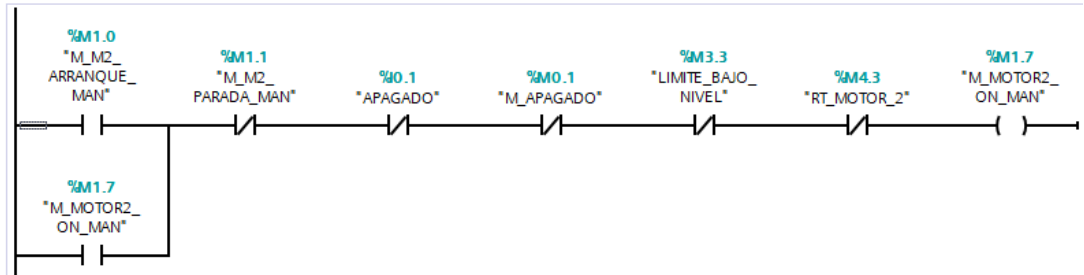 %M1.0
"M_M2_
ARRANQUE_
MAN"
%M1.1
"M_M2_
PARADA_MAN"
%I0.1
"APAGADO"
%M0.1
"M_APAGADO"
%M3.3
"LIMITE_BAJO_
NIVEL"
%M4.3
"RT_MOTOR_2"
%M1.7
"M_MOTOR2_
ON_MAN"
%M1.7
"M_MOTOR2_
ON_MAN"